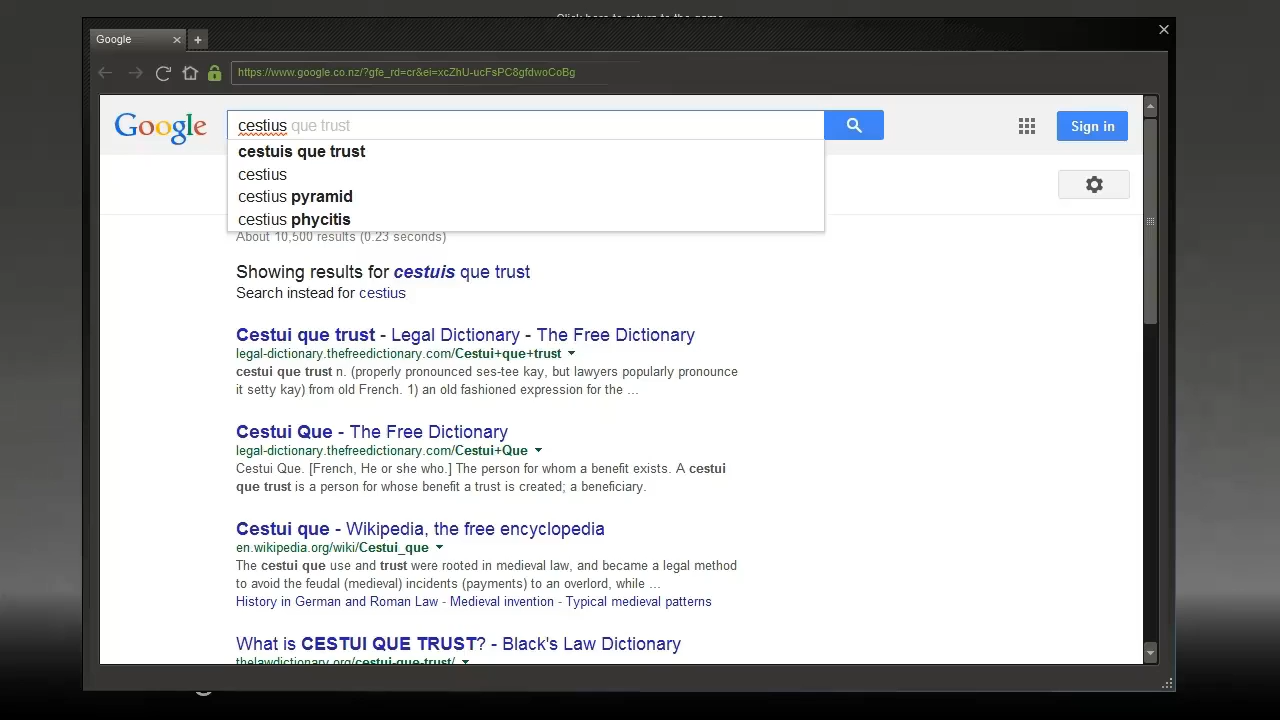 Click here to return to the game
Google
https://www.google.co.nz/?gfe_rd=cr&ei=xcZhU-ucFsPC8gfdwoCoBg
Google
cestius que trust
Sign in
cestuis que trust
cestius
cestius pyramid
cestius phycitis
About 10,500 results (0.23 seconds)
Showing results for cestuis que trust
Search instead for cestius
Cestui que trust - Legal Dictionary - The Free Dictionary
legal-dictionary.thefreedictionary.com/Cestui+que+trust
cestui que trust n. (properly pronounced ses-tee kay, but lawyers popularly pronounce
it setty kay) from old French. 1) an old fashioned expression for the ...
Cestui Que - The Free Dictionary
legal-dictionary.thefreedictionary.com/Cestui+Que
Cestui Que. [French, He or she who.] The person for whom a benefit exists. A cestui
que trust is a person for whose benefit a trust is created; a beneficiary.
Cestui que - Wikipedia, the free encyclopedia
en.wikipedia.org/wiki/Cestui_que
The cestui que use and trust were rooted in medieval law, and became a legal method
to avoid the feudal (medieval) incidents (payments) to an overlord, while ...
History in German and Roman Law - Medieval invention - Typical medieval patterns
What is CESTUI QUE TRUST? - Black's Law Dictionary
thelawdictionary.org/cestui-que-trust/